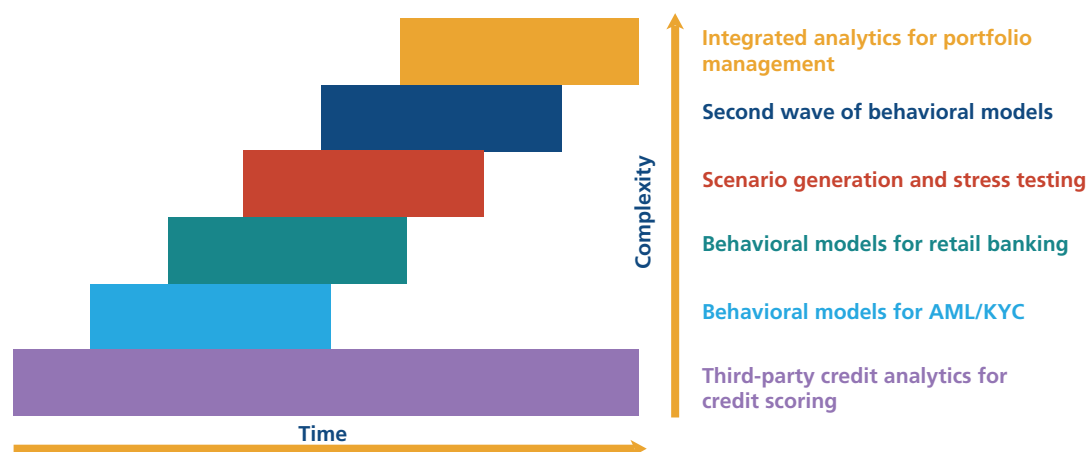 Integrated analytics for portfolio
management
Second wave of behavioral models
Scenario generation and stress testing
Behavioral models for retail banking
Behavioral models for AML/KYC
Third-party credit analytics for
credit scoring
Complexity
Time